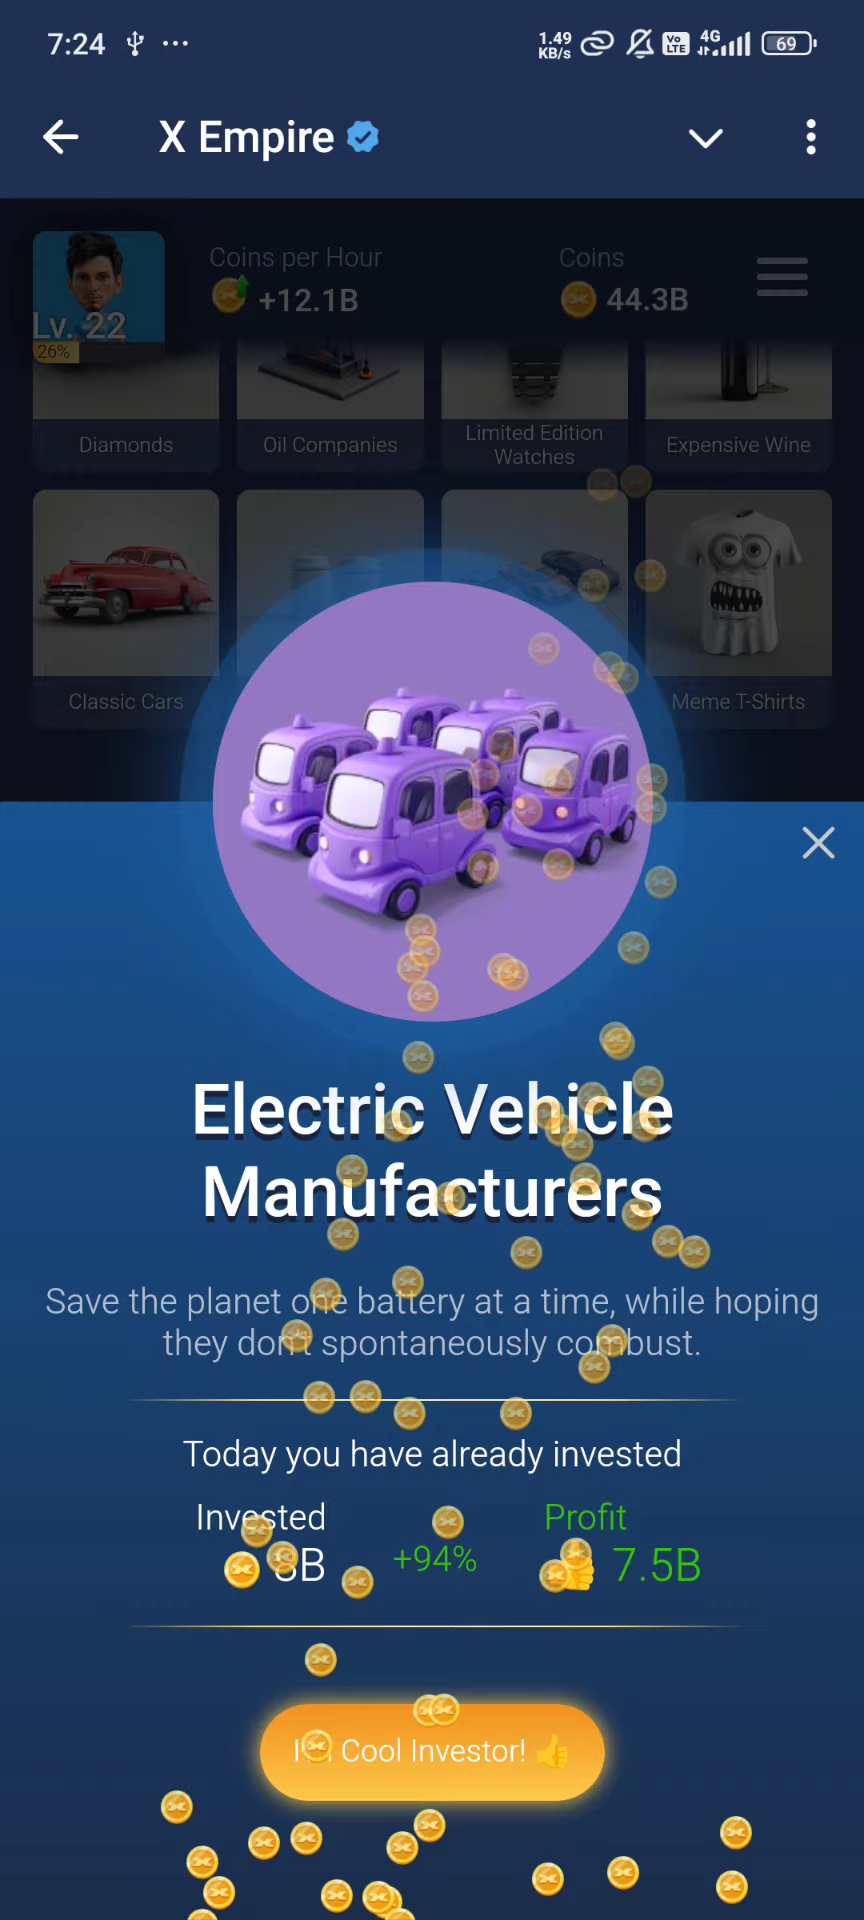 7:24
1.49 KB/s
Vo LTE
4G
69
X Empire
Coins per Hour
+12.1B
Coins
44.3B
Lv. 22
26%
Diamonds
Oil Companies
Limited Edition
Watches
Expensive Wine
Classic Cars
Meme T-Shirts
Electric Vehicle
Manufacturers
Save the planet one battery at a time, while hoping
they don't spontaneously combust.
Today you have already invested
Invested
Profit
8B
+94%
7.5B
Cool Investor! 👍